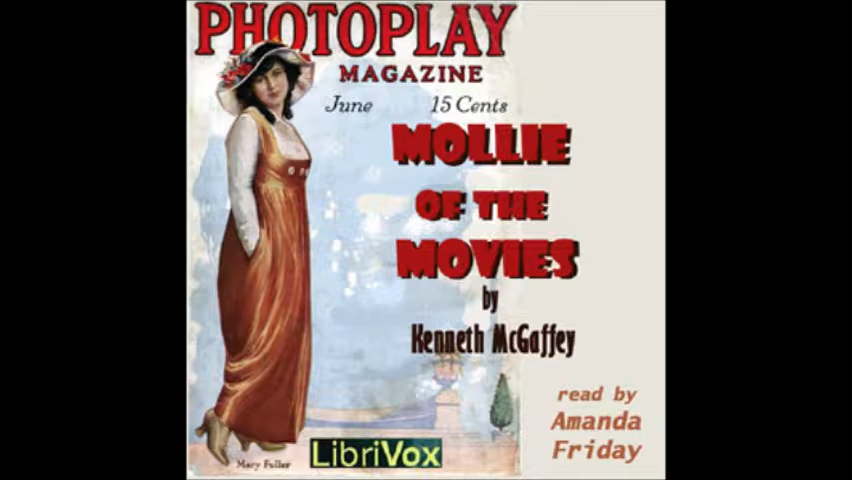 PHOTOPLAY
MAGAZINE
June 15 Cents
MOLLIE
OF THE
MOVIES
by
Kenneth McGaffey
read by
Amanda
Friday
Mary Fuller
LibriVox